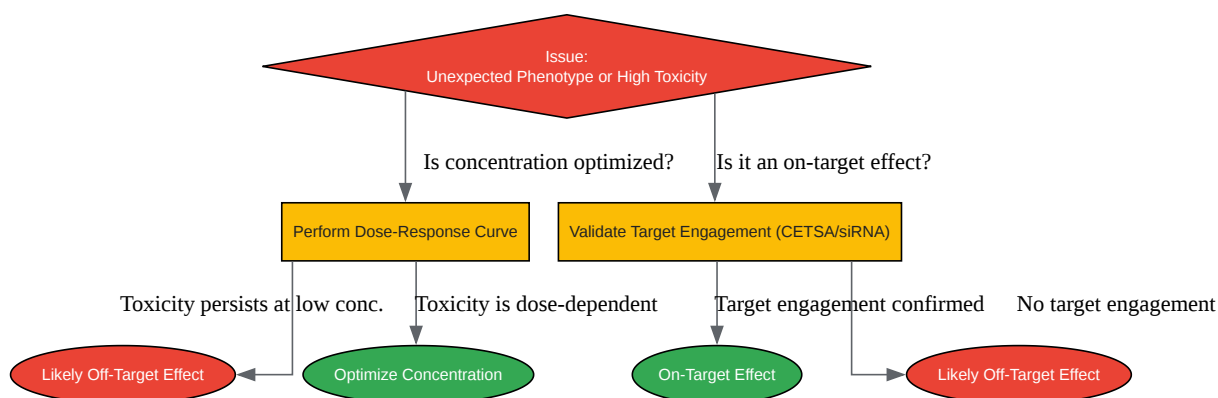 Issue:
Unexpected Phenotype or High Toxicity
Is concentration optimized?
Is it an on-target effect?
Perform Dose-Response Curve
Validate Target Engagement (CETSA/siRNA)
Toxicity persists at low conc.
Toxicity is dose-dependent
Target engagement confirmed
No target engagement
Likely Off-Target Effect
Optimize Concentration
On-Target Effect
Likely Off-Target Effect